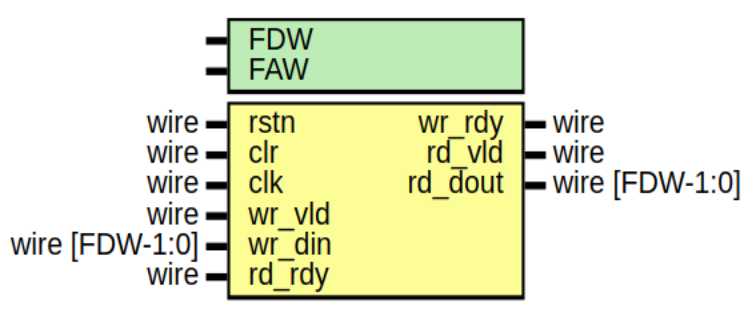 FDW
FAW
wire rstn wr_rdy wire
wire clr rd_vld wire
wire clk rd_dout wire [FDW-1:0]
wire wr_vld
wire [FDW-1:0] wr_din
wire rd_rdy